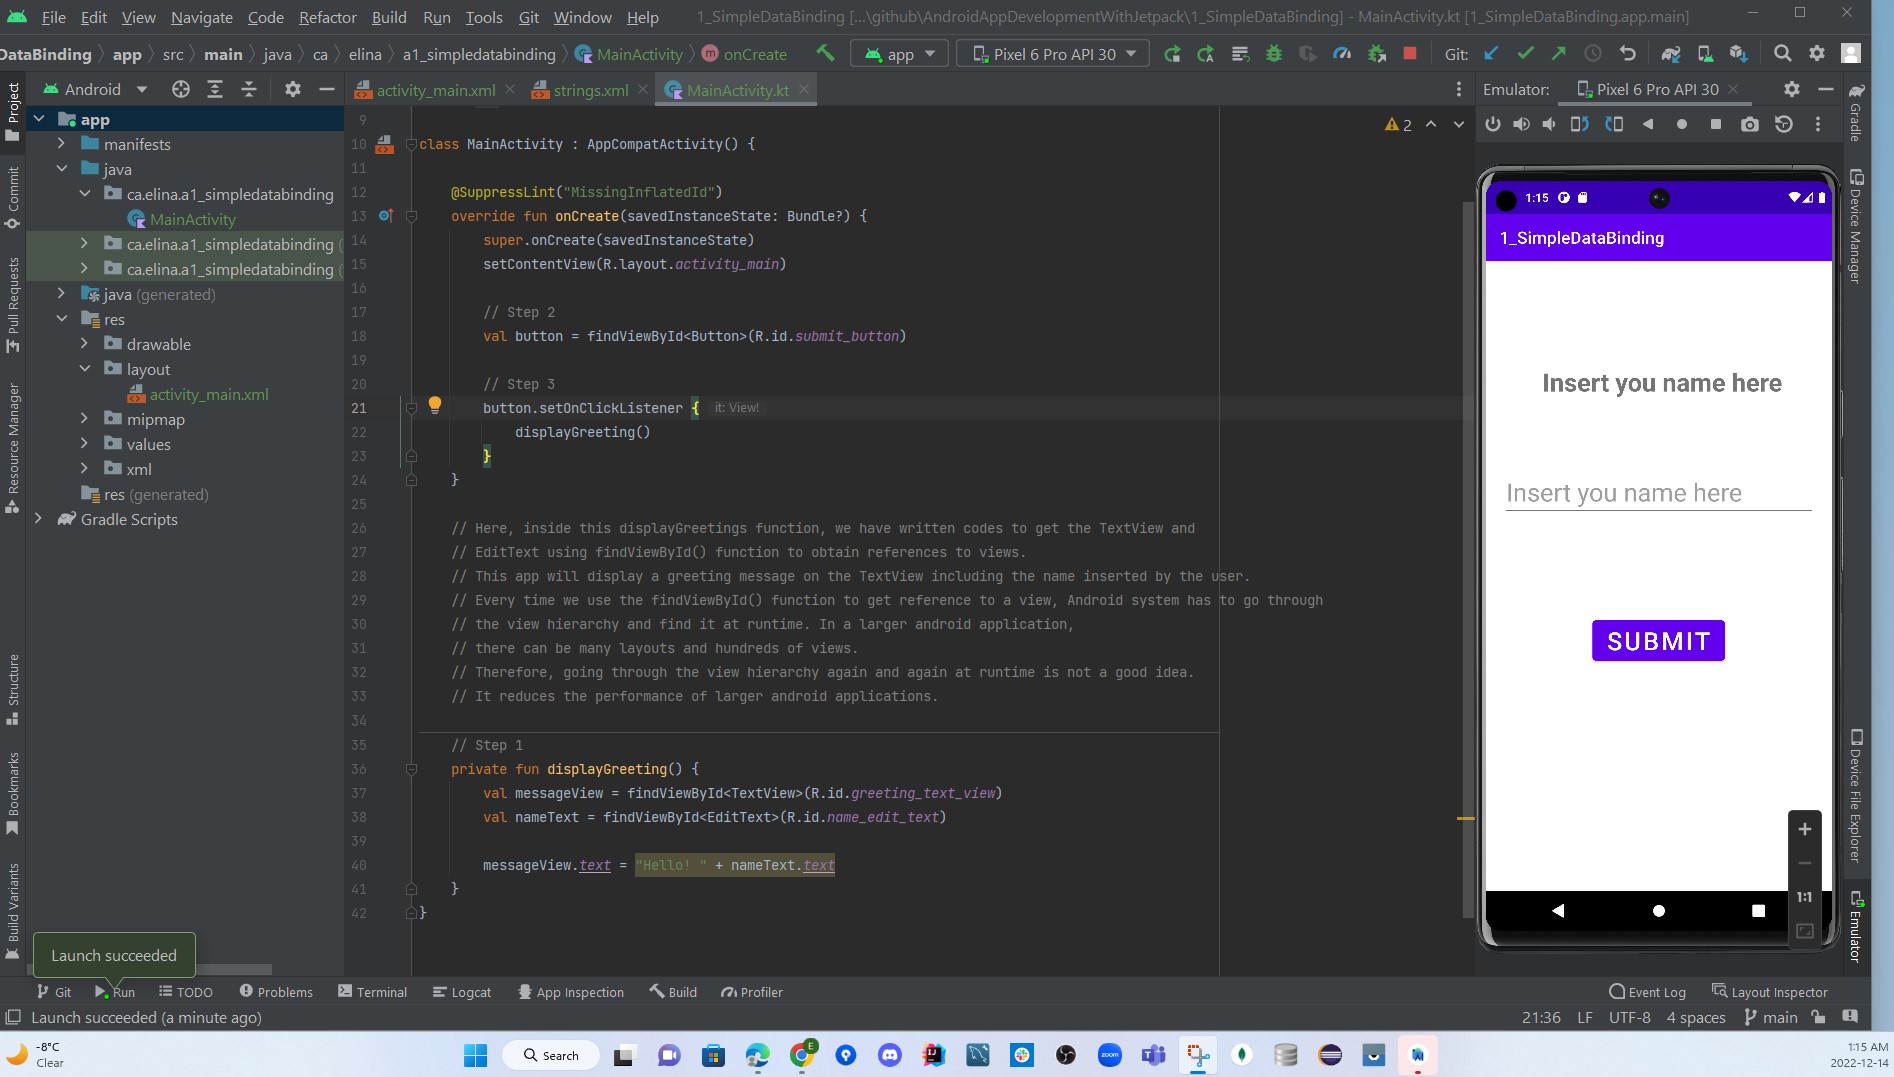 File Edit View Navigate Code Refactor Build Run Tools Git Window Help 1_SimpleDataBinding [...\github\AndroidAppDevelopmentWithJetpack\1_SimpleDataBinding] - MainActivity.kt [1_SimpleDataBinding.app.main]
DataBinding app src main java ca elina a1_simpledatabinding MainActivity onCreate app Pixel 6 Pro API 30 Git:
Android activity_main.xml strings.xml MainActivity.kt Emulator: Pixel 6 Pro API 30
Project
Commit
Pull Requests
Resource Manager
Structure
Bookmarks
Build Variants
app
manifests
java
ca.elina.a1_simpledatabinding
MainActivity
ca.elina.a1_simpledatabinding (
ca.elina.a1_simpledatabinding (
java (generated)
res
drawable
layout
activity_main.xml
mipmap
values
xml
res (generated)
Gradle Scripts
2
9
10 class MainActivity : AppCompatActivity() {
11
12 @SuppressLint("MissingInflatedId")
13 override fun onCreate(savedInstanceState: Bundle?) {
14 super.onCreate(savedInstanceState)
15 setContentView(R.layout.activity_main)
16
17 // Step 2
18 val button = findViewById<Button>(R.id.submit_button)
19
20 // Step 3
21 button.setOnClickListener { it: View!
22 displayGreeting()
23 }
24 }
25
26 // Here, inside this displayGreetings function, we have written codes to get the TextView and
27 // EditText using findViewById() function to obtain references to views.
28 // This app will display a greeting message on the TextView including the name inserted by the user.
29 // Every time we use the findViewById() function to get reference to a view, Android system has to go through
30 // the view hierarchy and find it at runtime. In a larger android application,
31 // there can be many layouts and hundreds of views.
32 // Therefore, going through the view hierarchy again and again at runtime is not a good idea.
33 // It reduces the performance of larger android applications.
34
35 // Step 1
36 private fun displayGreeting() {
37 val messageView = findViewById<TextView>(R.id.greeting_text_view)
38 val nameText = findViewById<EditText>(R.id.name_edit_text)
39
40 messageView.text = "Hello! " + nameText.text
41 }
42 }
1:15
1_SimpleDataBinding
Insert you name here
Insert you name here
SUBMIT
1:1
Gradle
Device Manager
Device File Explorer
Emulator
Launch succeeded
Git Run TODO Problems Terminal Logcat App Inspection Build Profiler Event Log Layout Inspector
Launch succeeded (a minute ago) 21:36 LF UTF-8 4 spaces main
-8°C
Clear
Search
E
zoom
1:15 AM
2022-12-14